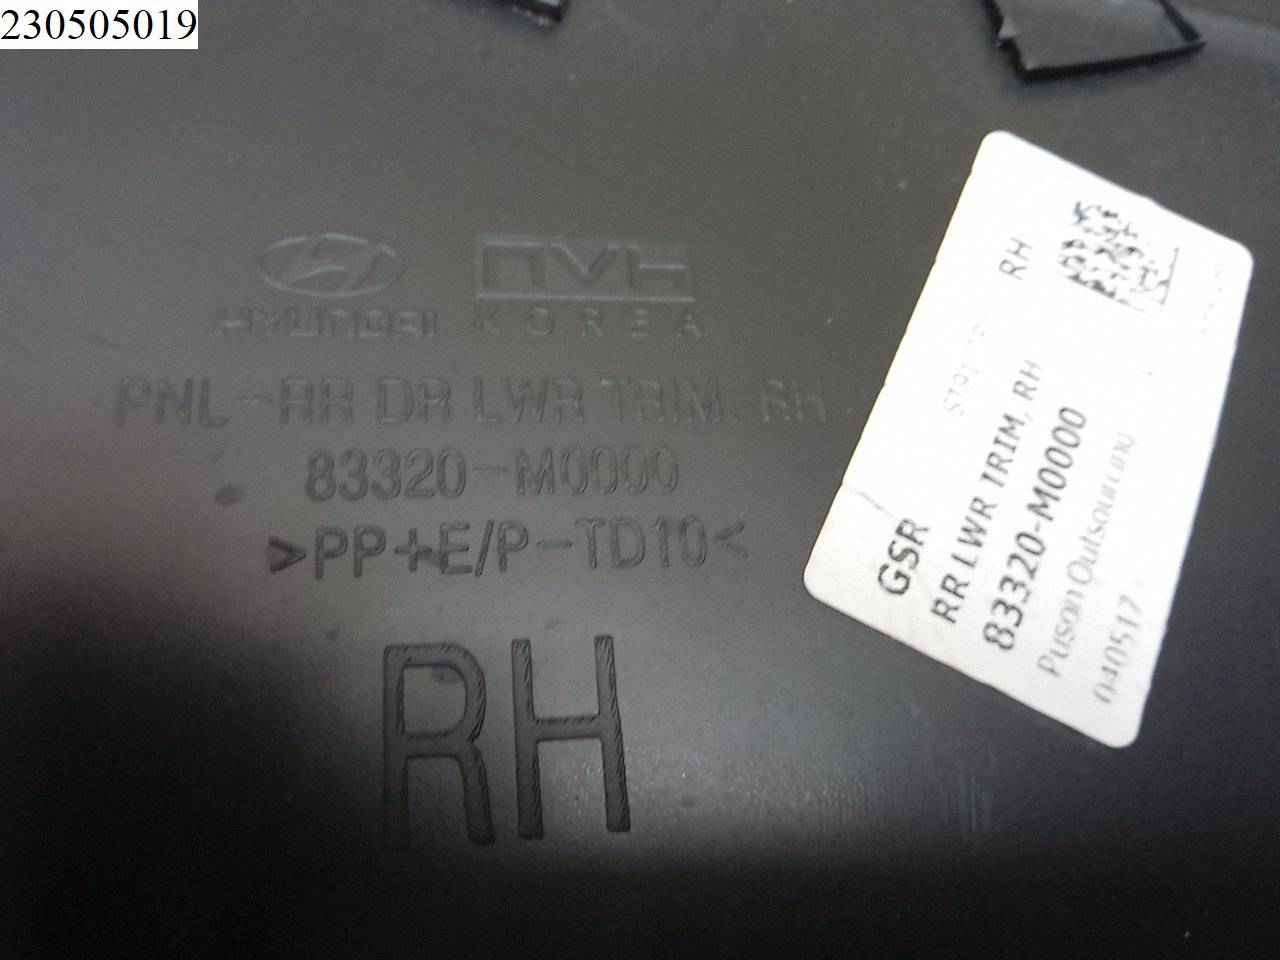 230505019
HYUNDAI
NVH
KOREA
PNL-RR DR LWR TRIM. RH
83320-M0000
>PP+E/P-TD10<
RH
RH
GSR
RR LWR TRIM, RH
83320-M0000
Puson Outsourcing
040517